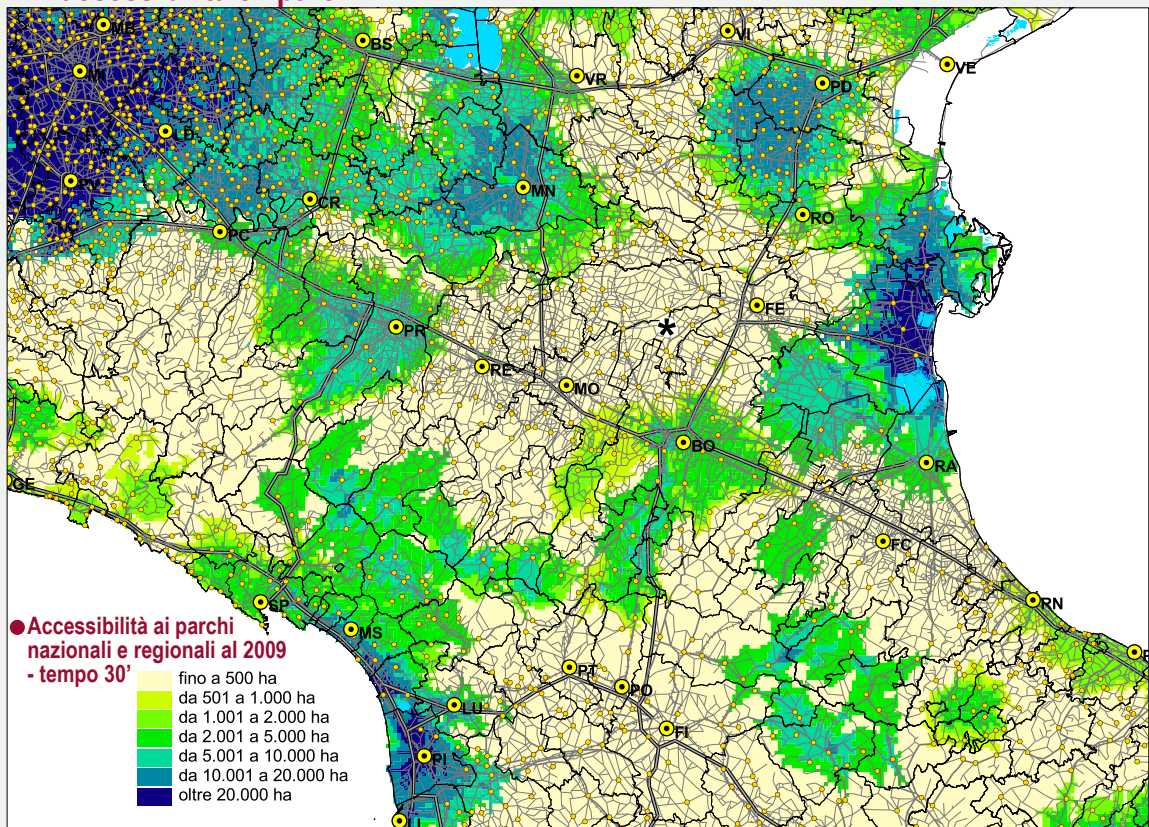 MI
BS
VI
VE
VR
PD
LD
PV
MN
CR
RO
PC
FE
*
PR
RE
MO
BO
RA
GE
FC
RN
SP
MS
PT
PO
LU
FI
PI
LI
● Accessibilità ai parchi
nazionali e regionali al 2009
- tempo 30’
fino a 500 ha
da 501 a 1.000 ha
da 1.001 a 2.000 ha
da 2.001 a 5.000 ha
da 5.001 a 10.000 ha
da 10.001 a 20.000 ha
oltre 20.000 ha